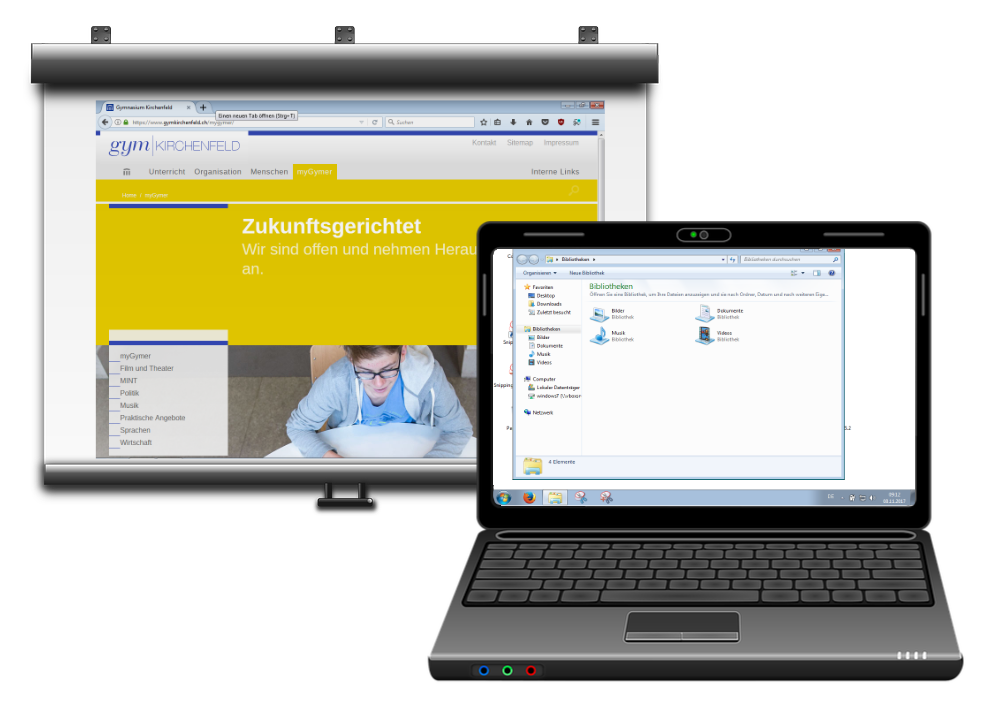 Gymnasium Kirchenfeld
Einen neuen Tab öffnen (Strg+T)
https://www.gymkirchenfeld.ch/mygymer/
Suchen
gym KIRCHENFELD
Kontakt Sitemap Impressum
Unterricht Organisation Menschen myGymer Interne Links
Home / myGymer
Zukunftsgerichtet
Wir sind offen und nehmen Herau
an.
myGymer
Film und Theater
MINT
Politik
Musik
Praktische Angebote
Sprachen
Wirtschaft
Bibliotheken
Bibliotheken durchsuchen
Organisieren Neue Bibliothek
Favoriten
Desktop
Downloads
Zuletzt besucht
Bibliotheken
Bilder
Dokumente
Musik
Videos
Computer
Lokaler Datenträger
windows7 (\\vboxsrv
Netzwerk
Bibliotheken
Öffnen Sie eine Bibliothek, um Ihre Dateien anzuzeigen und sie nach Ordner, Datum und nach weiteren Eige...
Bilder
Bibliothek
Dokumente
Bibliothek
Musik
Bibliothek
Videos
Bibliothek
Snipping
Pe
5.2
4 Elemente
DE
09:12
08.11.2017